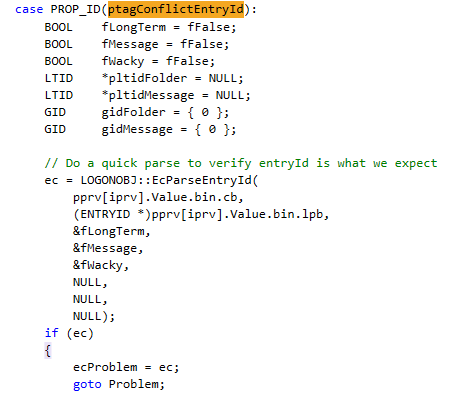 case PROP_ID(ptagConflictEntryId):
BOOL fLongTerm = fFalse;
BOOL fMessage = fFalse;
BOOL fWacky = fFalse;
LTID *pltidFolder = NULL;
LTID *pltidMessage = NULL;
GID gidFolder = { 0 };
GID gidMessage = { 0 };
// Do a quick parse to verify entryId is what we expect
ec = LOGONOBJ::EcParseEntryId(
pprv[iprv].Value.bin.cb,
(ENTRYID *)pprv[iprv].Value.bin.lpb,
&fLongTerm,
&fMessage,
&fWacky,
NULL,
NULL,
NULL);
if (ec)
{
ecProblem = ec;
goto Problem;